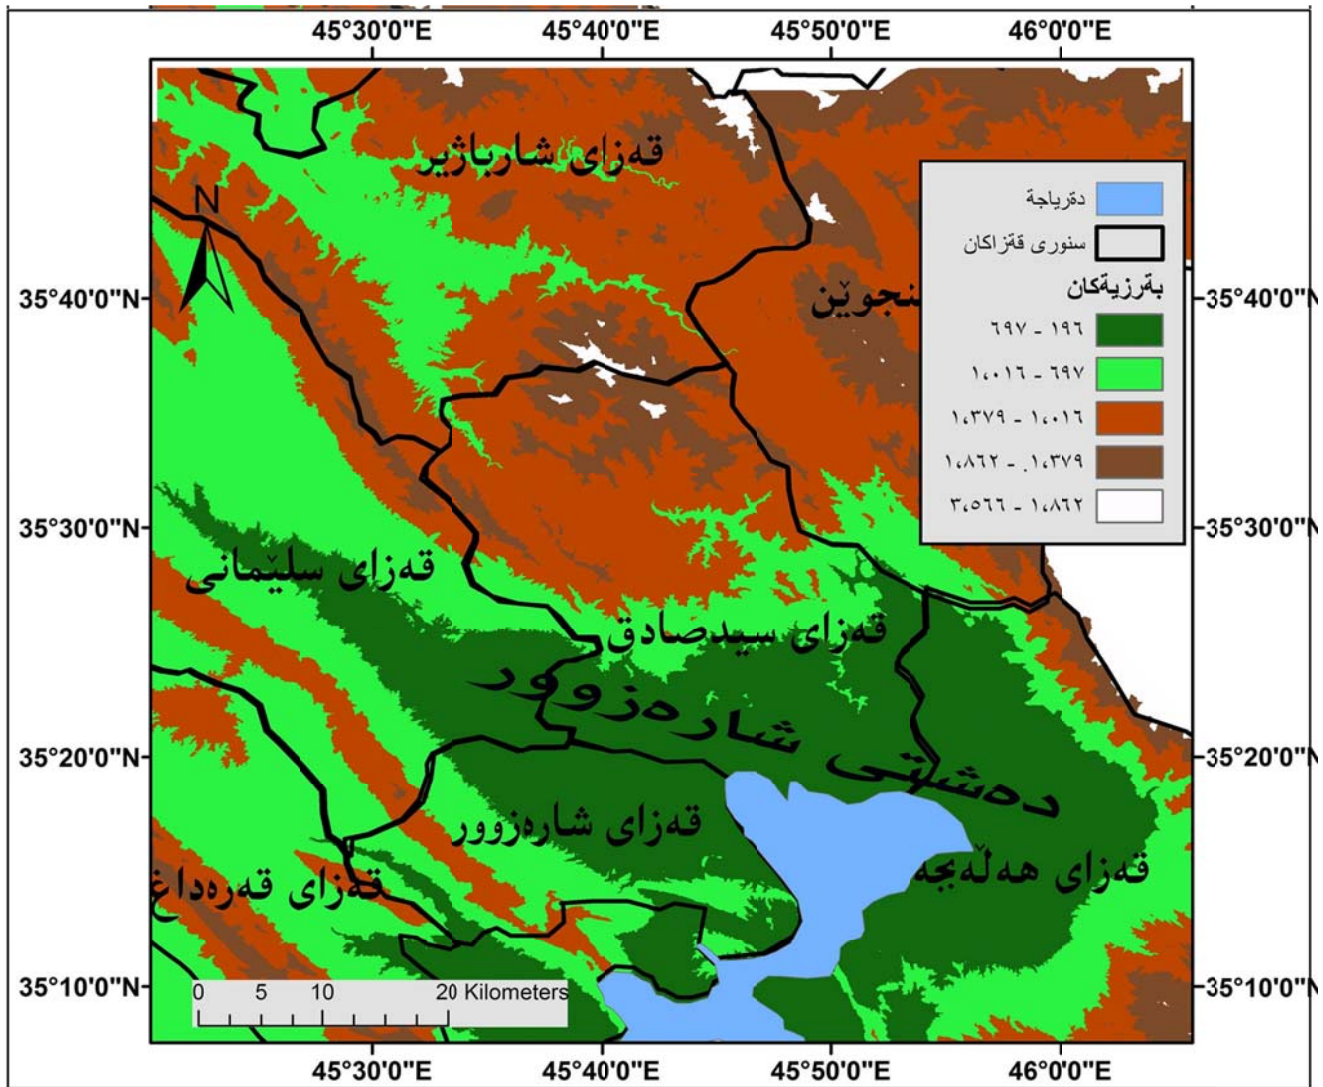 45°30'0"E
45°40'0"E
45°50'0"E
46°0'0"E
قەزای شارباژیر
N
دةریاجة
سنوری قةزاکان
بةرزیةکان
١٩٦ - ٦٩٧
٦٩٧ - ١،٠١٦
١،٠١٦ - ١،٣٧٩
١،٣٧٩. - ١،٨٦٢
١،٨٦٢ - ٣،٥٦٦
35°40'0"N
نجوێن
35°40'0"N
35°30'0"N
35°30'0"N
قەزای سلێمانی
قەزای سیدصادق
دەشتی شارەزوور
35°20'0"N
35°20'0"N
قەزای شارەزوور
قەزای هەڵەبجە
قەزای قەرەداغ
35°10'0"N
35°10'0"N
0 5 10 20 Kilometers
45°30'0"E
45°40'0"E
45°50'0"E
46°0'0"E